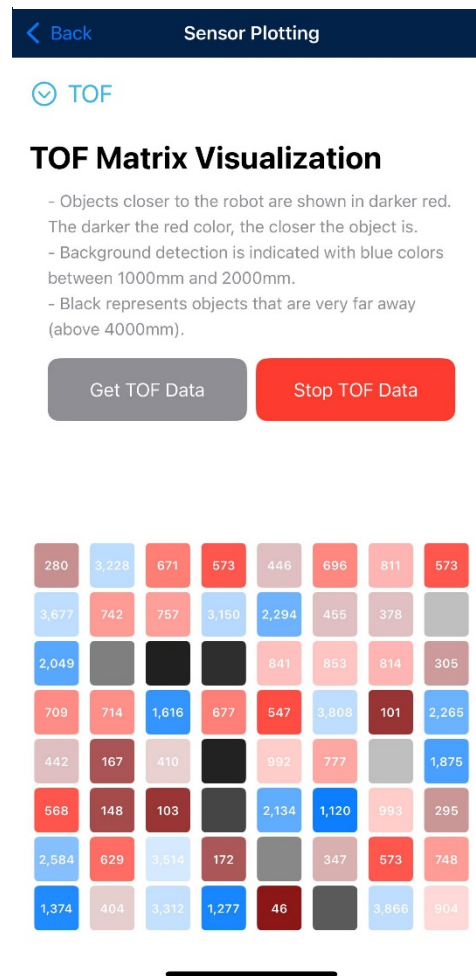 Back Sensor Plotting
TOF
TOF Matrix Visualization
- Objects closer to the robot are shown in darker red.
The darker the red color, the closer the object is.
- Background detection is indicated with blue colors
between 1000mm and 2000mm.
- Black represents objects that are very far away
(above 4000mm).
Get TOF Data Stop TOF Data
280 3,228 671 573 446 696 811 573
3,677 742 757 3,150 2,294 455 378
2,049 841 853 814 305
709 714 1,616 677 547 3,808 101 2,265
442 167 410 992 777 1,875
568 148 103 2,134 1,120 993 295
2,584 629 3,514 172 347 573 748
1,374 404 3,312 1,277 46 3,866 904